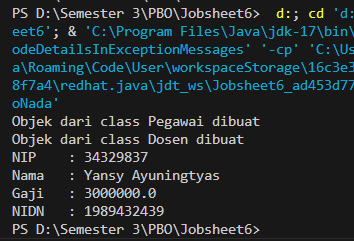 PS D:\Semester 3\PBO\Jobsheet6>  d:; cd 'd:
eet6'; & 'C:\Program Files\Java\jdk-17\bin\
odeDetailsInExceptionMessages' '-cp' 'C:\Us
a\Roaming\Code\User\workspaceStorage\16c3e3
8f7a4\redhat.java\jdt_ws\Jobsheet6_ad453d77
oNada'
Objek dari class Pegawai dibuat
Objek dari class Dosen dibuat
NIP    : 34329837
Nama   : Yansy Ayuningtyas
Gaji   : 3000000.0
NIDN   : 1989432439
PS D:\Semester 3\PBO\Jobsheet6>